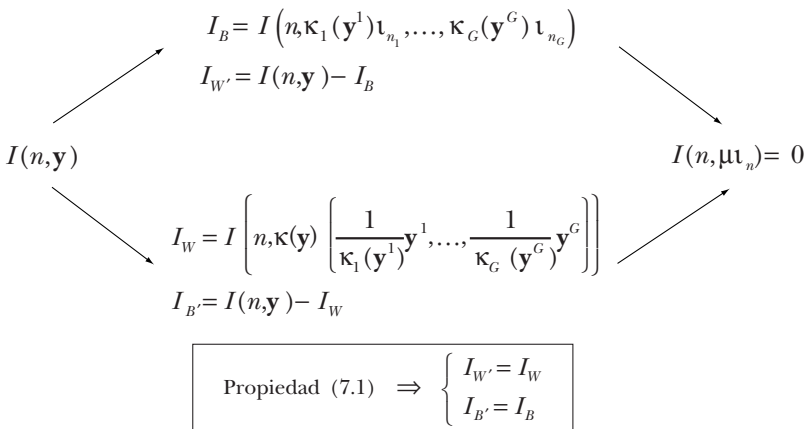 I_B = I(n,κ_1(y^1)ι_{n_1},…,κ_G(y^G)ι_{n_G})
I_{W′} = I(n,y) − I_B
I(n,y)
I(n,μι_n) = 0
I_W = I[n,κ(y)[1/κ_1(y^1) y^1,…,1/κ_G(y^G) y^G]]
I_{B′} = I(n,y) − I_W
Propiedad (7.1) ⇒ { I_{W′} = I_W
I_{B′} = I_B